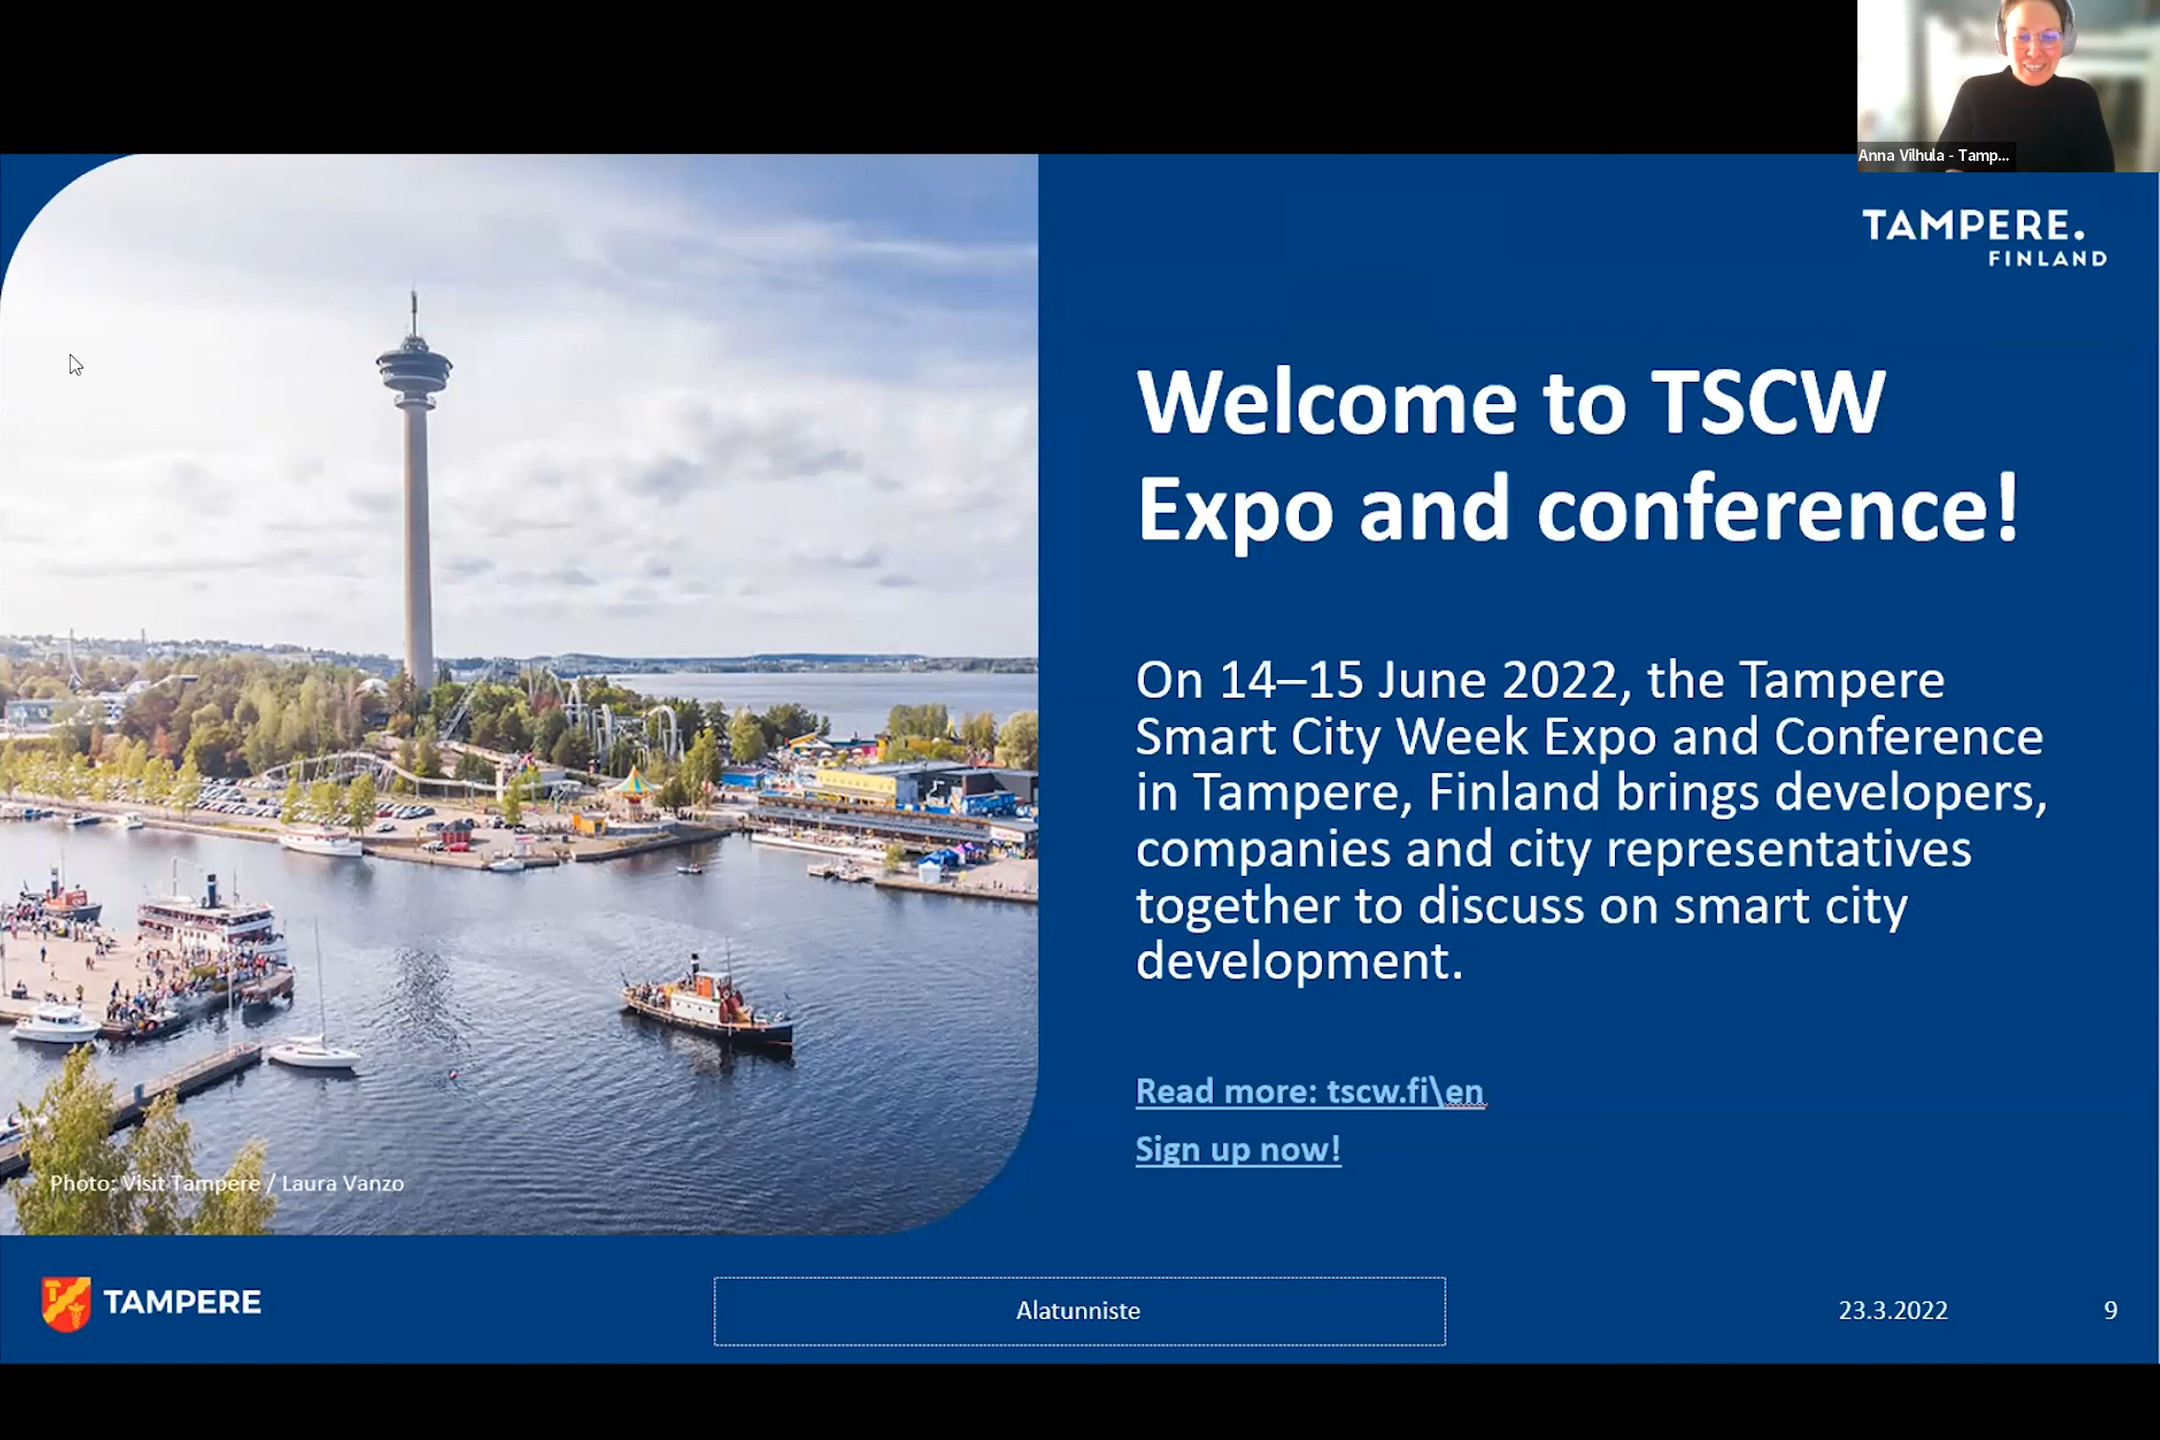 Anna Vilhula - Tamp...
TAMPERE.
FINLAND
Welcome to TSCW
Expo and conference!
On 14–15 June 2022, the Tampere
Smart City Week Expo and Conference
in Tampere, Finland brings developers,
companies and city representatives
together to discuss on smart city
development.
Read more: tscw.fi\en
Sign up now!
Photo: Visit Tampere / Laura Vanzo
TAMPERE
Alatunniste
23.3.2022
9